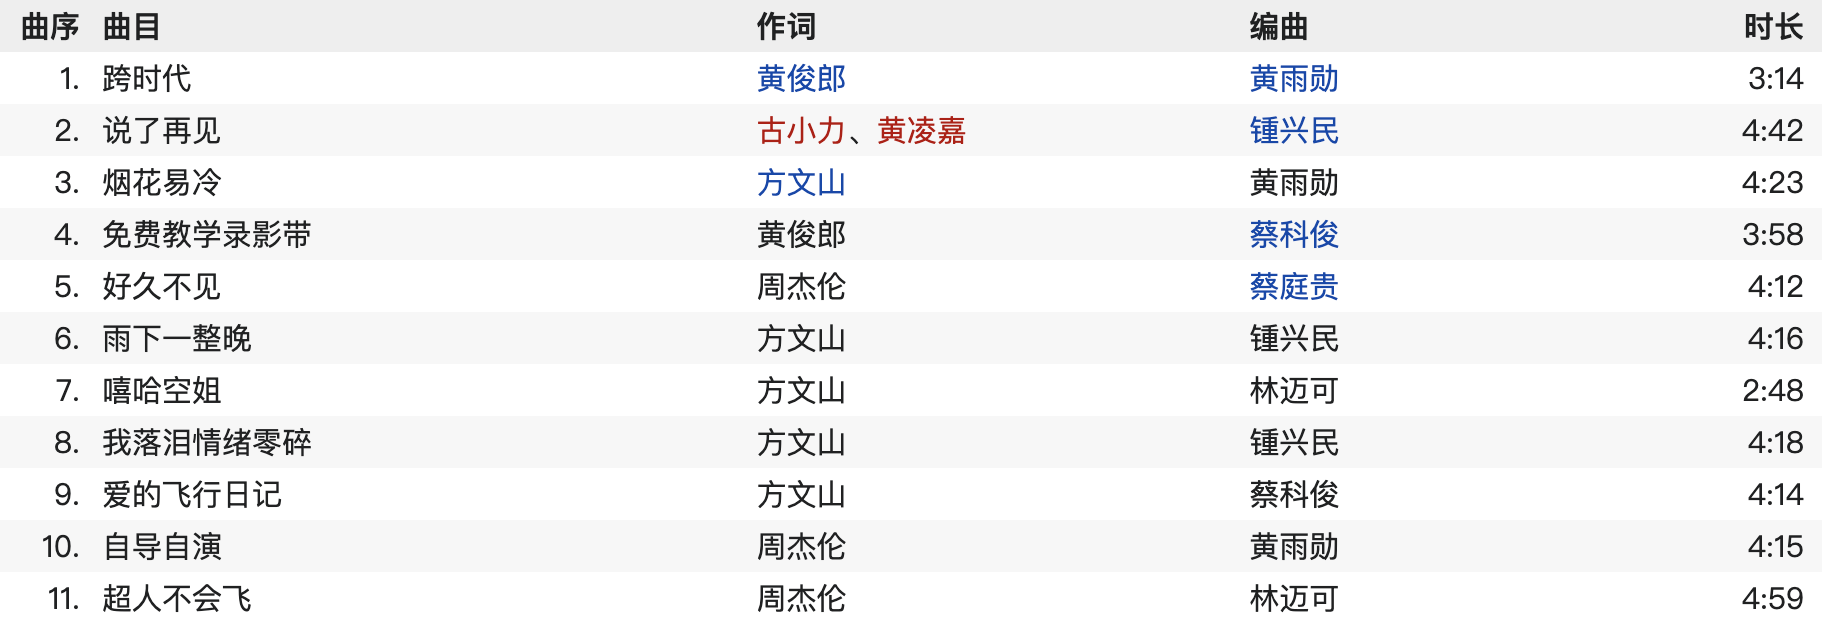 曲序 曲目 作词 编曲 时长
1. 跨时代 黄俊郎 黄雨勋 3:14
2. 说了再见 古小力、黄凌嘉 锺兴民 4:42
3. 烟花易冷 方文山 黄雨勋 4:23
4. 免费教学录影带 黄俊郎 蔡科俊 3:58
5. 好久不见 周杰伦 蔡庭贵 4:12
6. 雨下一整晚 方文山 锺兴民 4:16
7. 嘻哈空姐 方文山 林迈可 2:48
8. 我落泪情绪零碎 方文山 锺兴民 4:18
9. 爱的飞行日记 方文山 蔡科俊 4:14
10. 自导自演 周杰伦 黄雨勋 4:15
11. 超人不会飞 周杰伦 林迈可 4:59